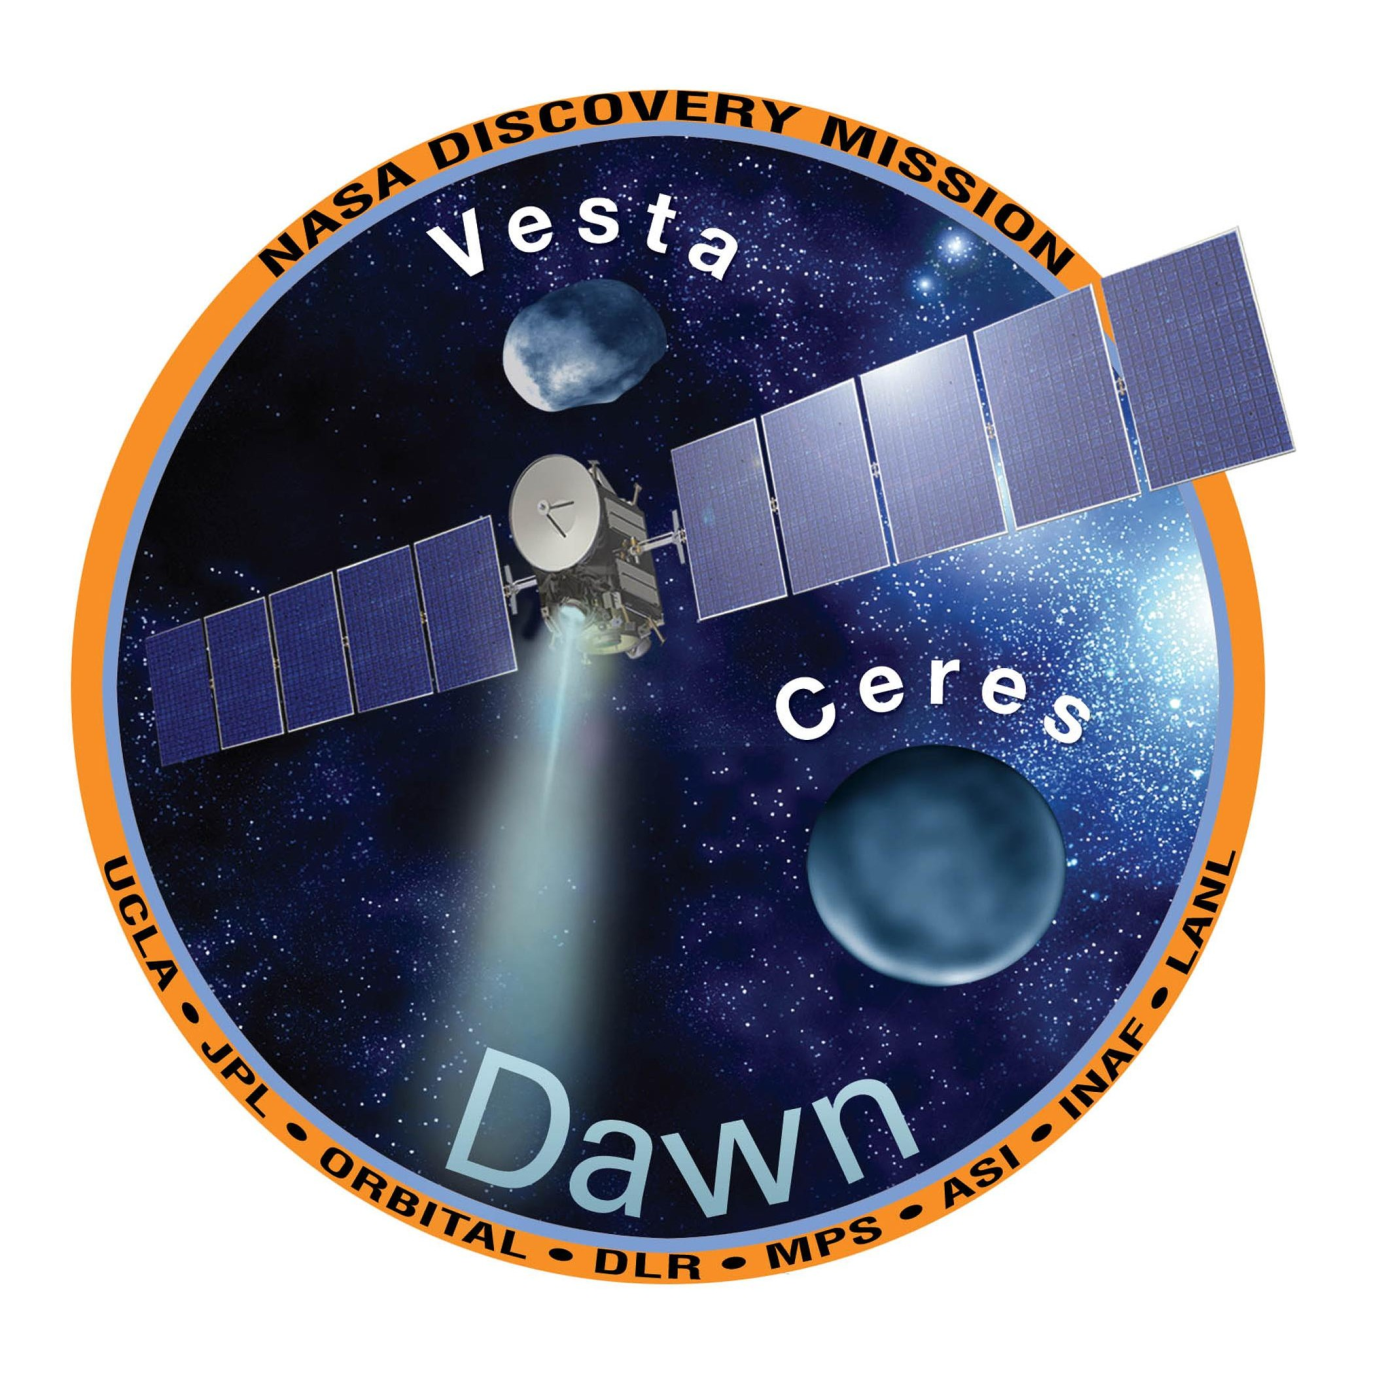 NASA DISCOVERY MISSION
Vesta
Ceres
Dawn
UCLA • JPL • ORBITAL • DLR • MPS • ASI • INAF • LANL